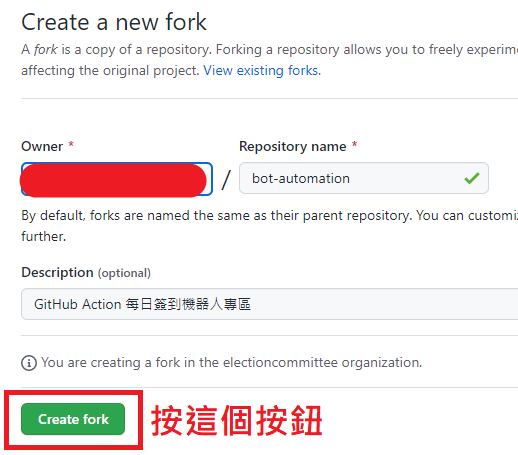 Create a new fork
A fork is a copy of a repository. Forking a repository allows you to freely
affecting the original project. View existing forks.
Owner * Repository name *
/ bot-automation
By default, forks are named the same as their parent repository. You can
further.
Description (optional)
GitHub Action 每日簽到機器人專區
You are creating a fork in the electioncommittee organization.
Create fork 按這個按鈕